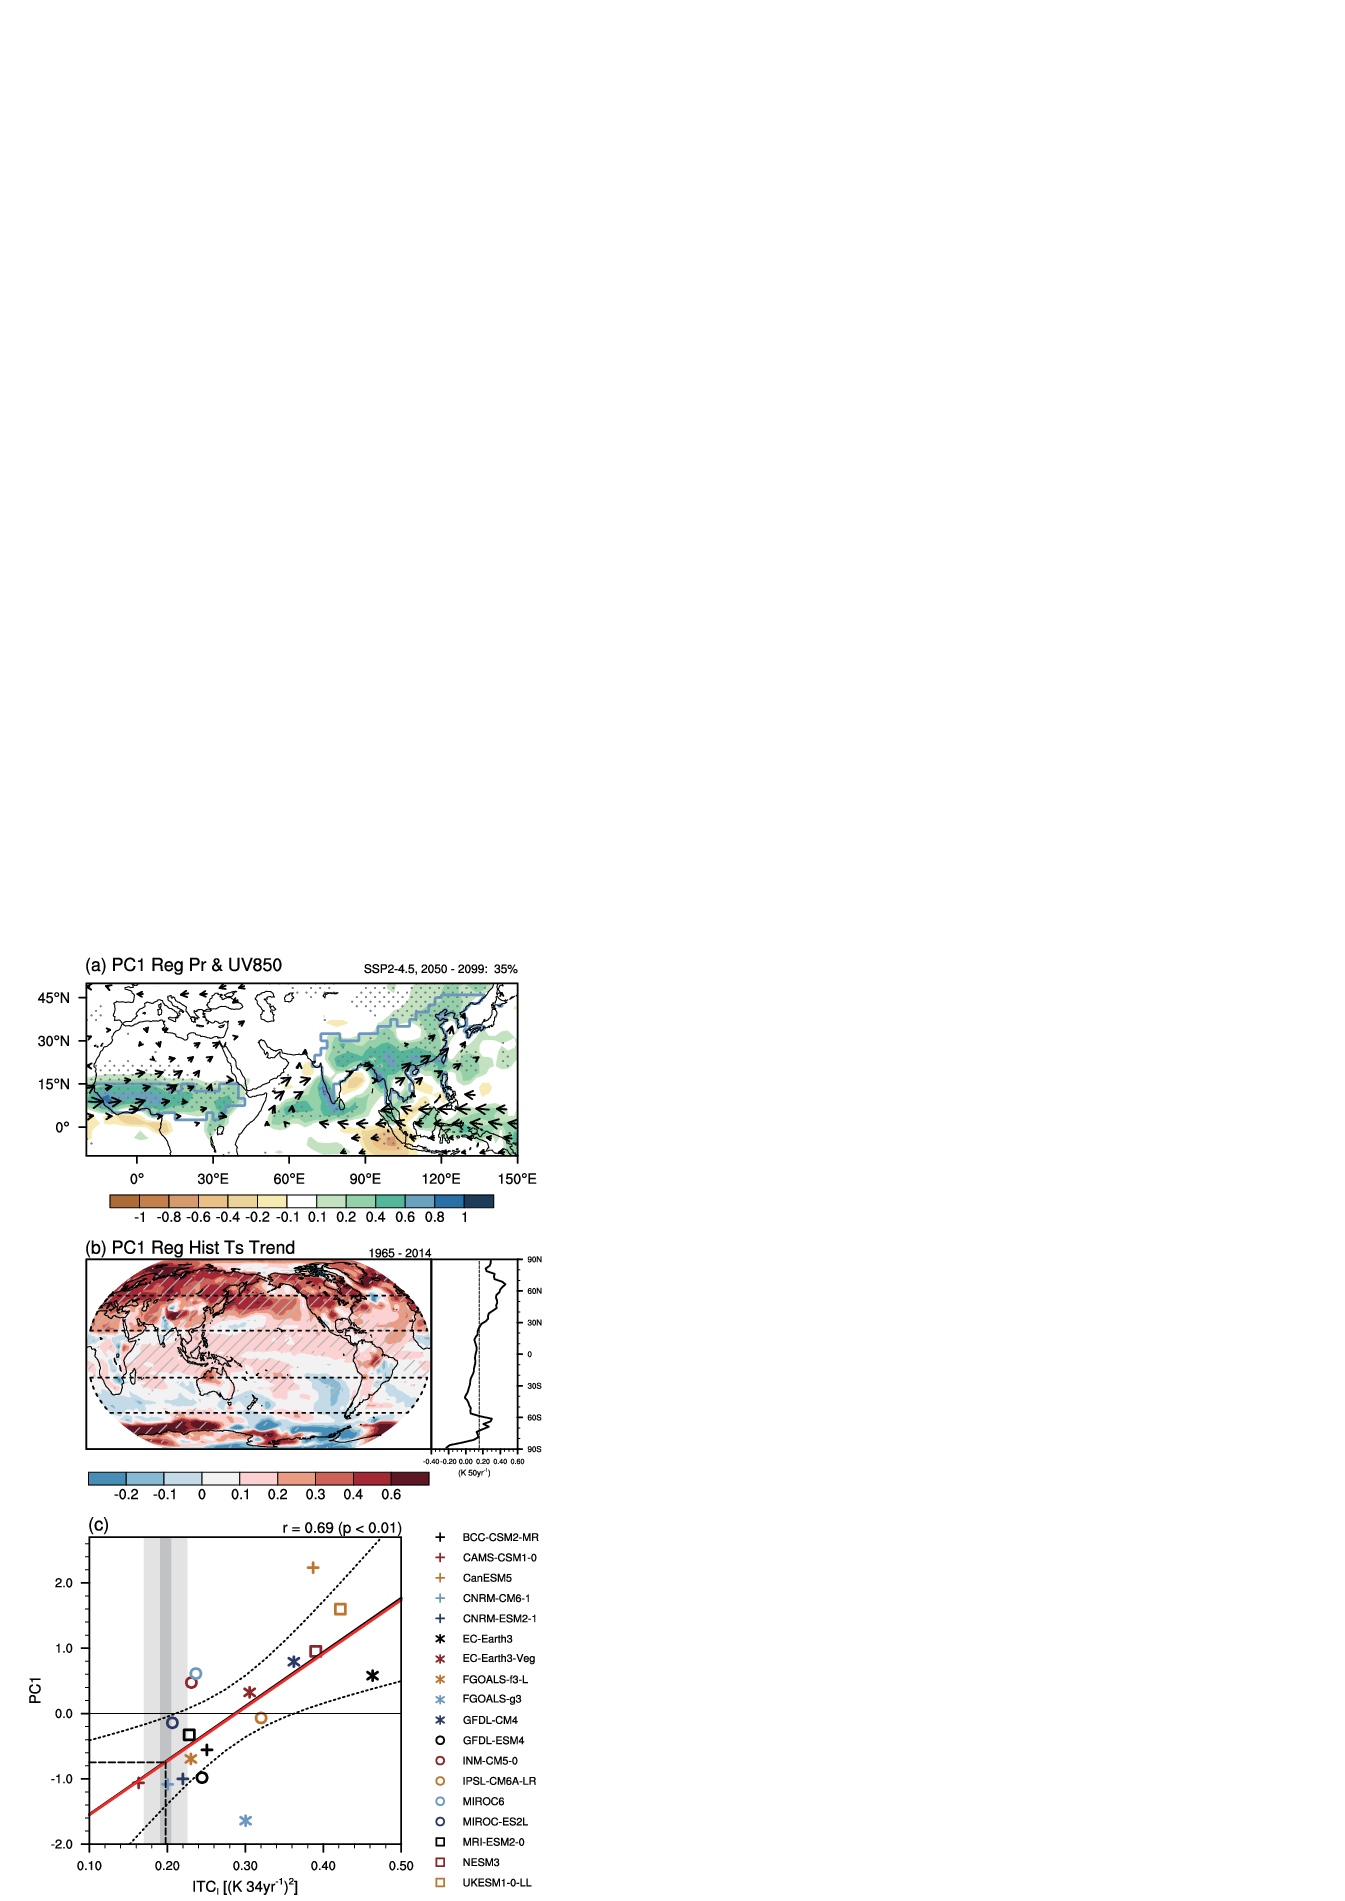 (a) PC1 Reg Pr & UV850
SSP2-4.5, 2050 - 2099: 35%
45°N
30°N
15°N
0°
0° 30°E 60°E 90°E 120°E 150°E
-1 -0.8 -0.6 -0.4 -0.2 -0.1 0.1 0.2 0.4 0.6 0.8 1
(b) PC1 Reg Hist Ts Trend
1965 - 2014
90N
60N
30N
0
30S
60S
90S
-0.40 -0.20 0.00 0.20 0.40 0.60
(K 50yr⁻¹)
-0.2 -0.1 0 0.1 0.2 0.3 0.4 0.6
(c)
r = 0.69 (p < 0.01)
PC1
2.0
1.0
0.0
-1.0
-2.0
0.10 0.20 0.30 0.40 0.50
ITCI [(K 34yr⁻¹)²]
BCC-CSM2-MR
CAMS-CSM1-0
CanESM5
CNRM-CM6-1
CNRM-ESM2-1
EC-Earth3
EC-Earth3-Veg
FGOALS-f3-L
FGOALS-g3
GFDL-CM4
GFDL-ESM4
INM-CM5-0
IPSL-CM6A-LR
MIROC6
MIROC-ES2L
MRI-ESM2-0
NESM3
UKESM1-0-LL